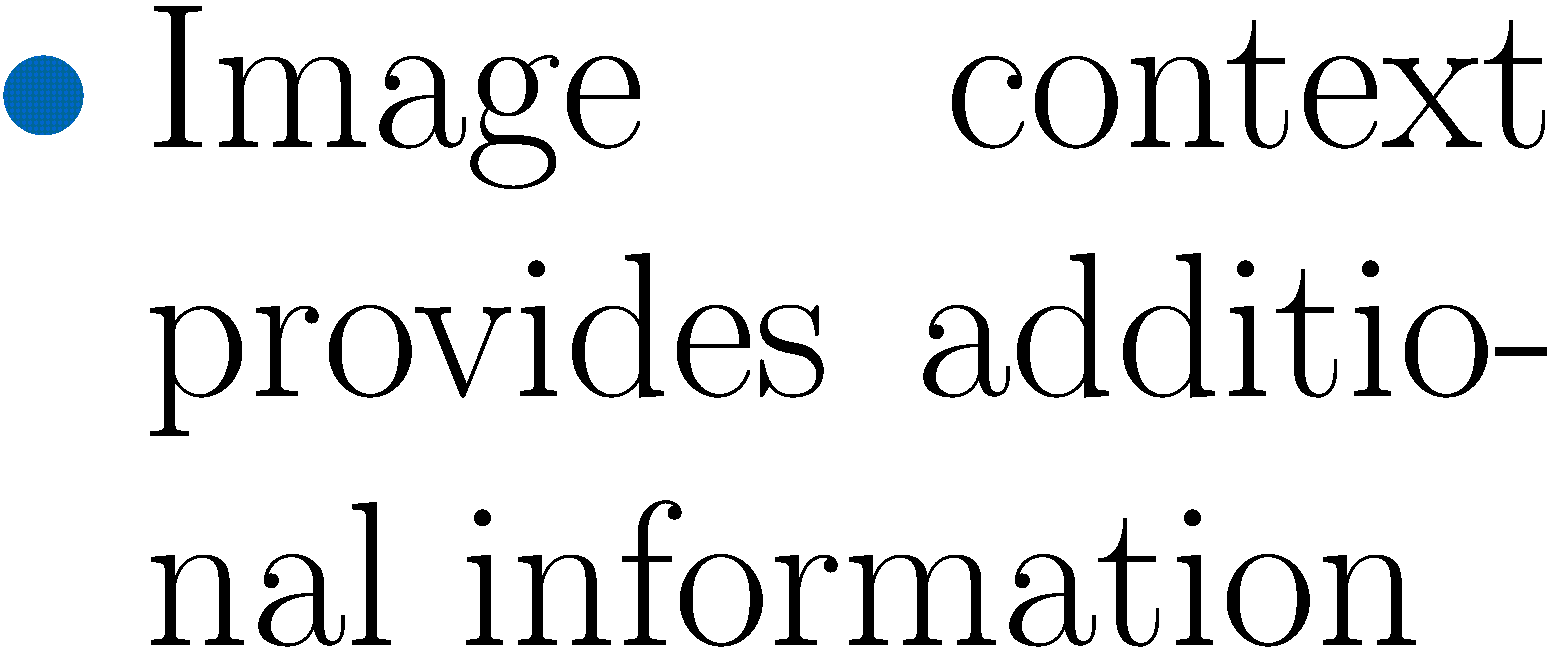 • Image context
provides additio-
nal information